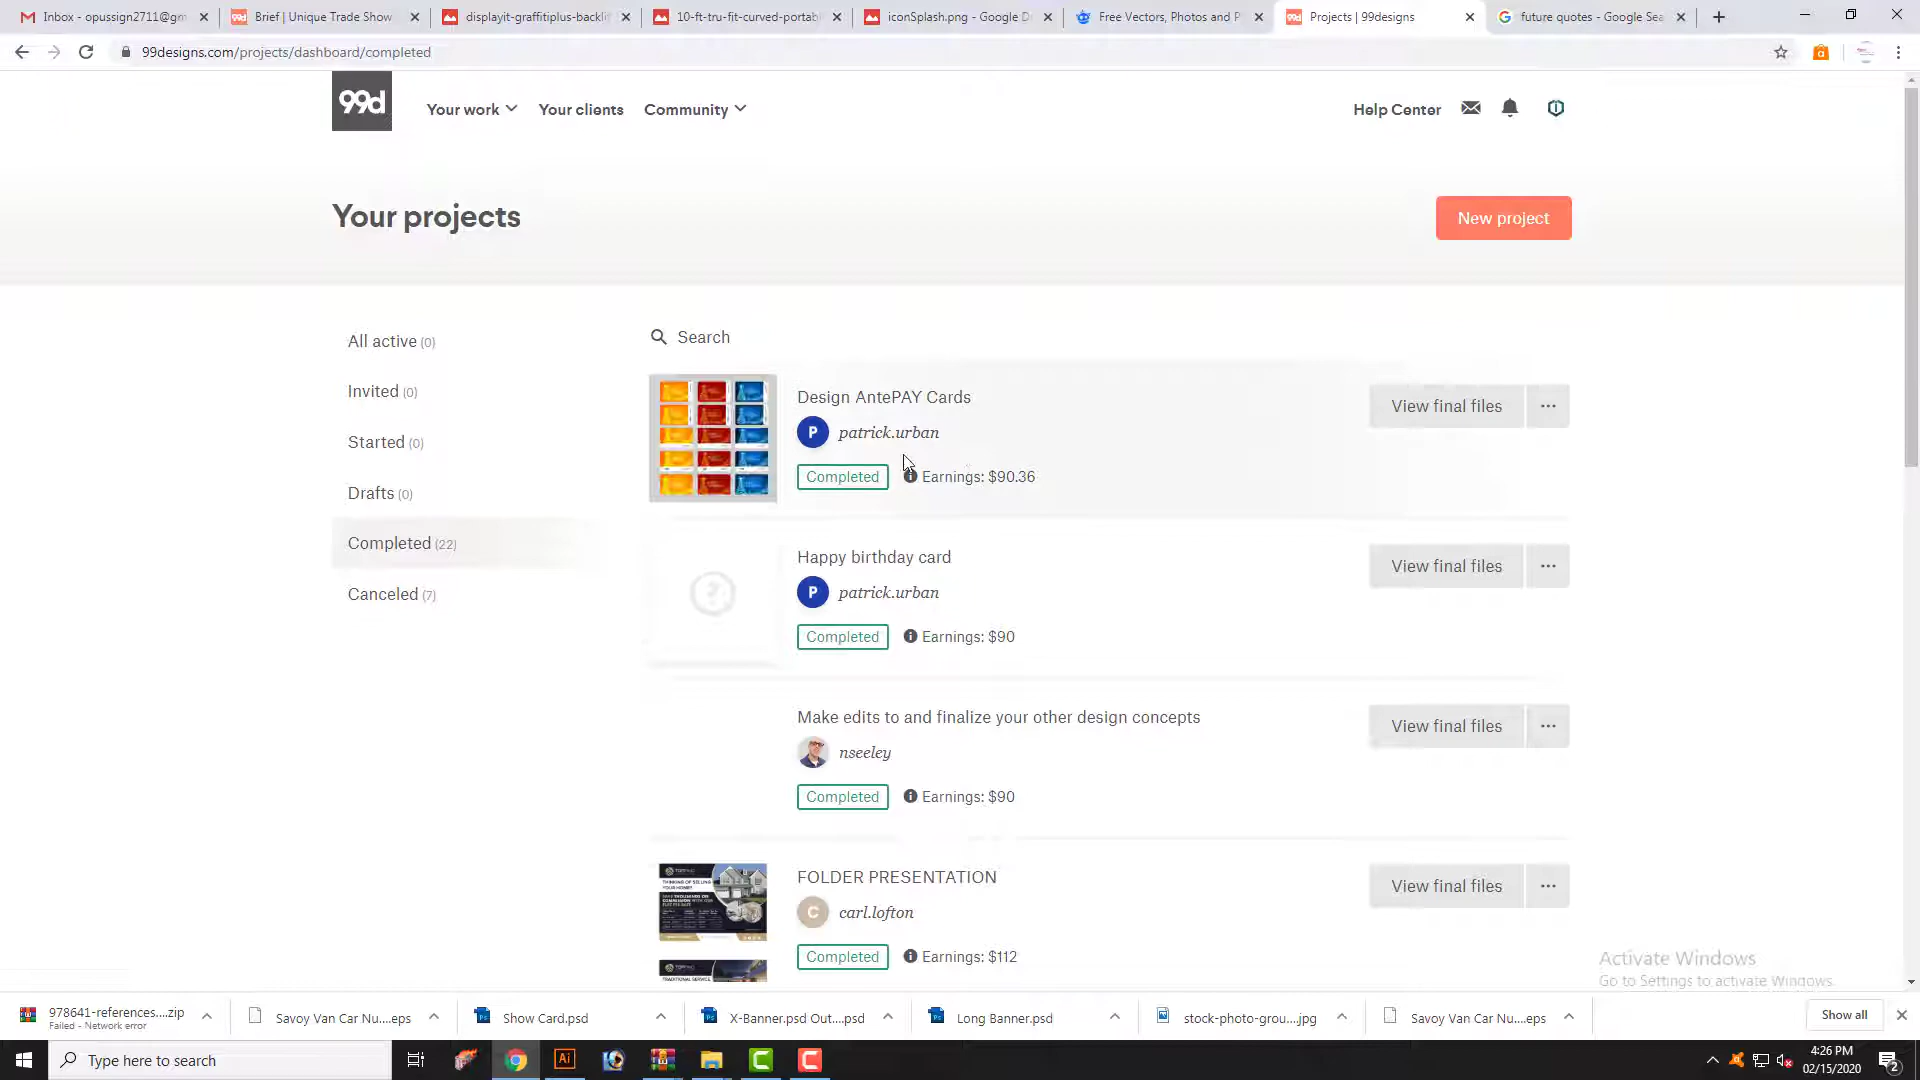 Inbox - opussign2711@gm
Brief | Unique Trade Show
displayit-graffitiplus-backli
10-ft-tru-fit-curved-portab
iconSplash.png - Google D
Free Vectors, Photos and P
Projects | 99designs
future quotes - Google Sea
99designs.com/projects/dashboard/completed
99d
Your work
Your clients
Community
Help Center
Your projects
New project
All active (0)
Invited (0)
Started (0)
Drafts (0)
Completed (22)
Canceled (7)
Search
Design AntePAY Cards
P patrick.urban
Completed
Earnings: $90.36
View final files
Happy birthday card
P patrick.urban
Completed
Earnings: $90
View final files
Make edits to and finalize your other design concepts
nseeley
Completed
Earnings: $90
View final files
FOLDER PRESENTATION
C carl.lofton
Completed
Earnings: $112
View final files
Activate Windows
Go to Settings to activate Windows.
978641-references....zip
Failed - Network error
Savoy Van Car Nu....eps
Show Card.psd
X-Banner.psd Out....psd
Long Banner.psd
stock-photo-grou....jpg
Savoy Van Car Nu....eps
Show all
Type here to search
4:26 PM
02/15/2020
2